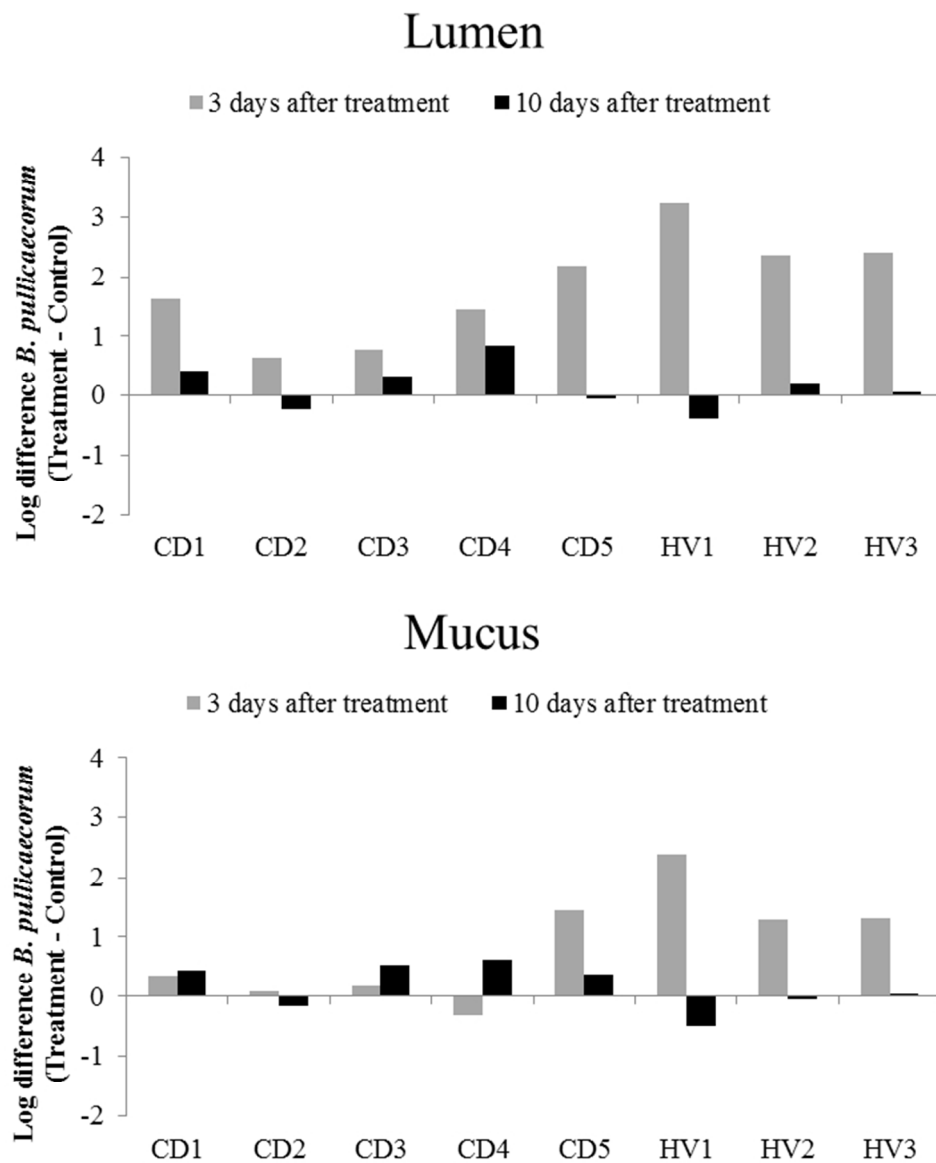 Lumen
3 days after treatment 10 days after treatment
Log difference B. pullicaecorum
(Treatment - Control)
4
3
2
1
0
-1
-2
CD1 CD2 CD3 CD4 CD5 HV1 HV2 HV3
Mucus
3 days after treatment 10 days after treatment
Log difference B. pullicaecorum
(Treatment - Control)
4
3
2
1
0
-1
-2
CD1 CD2 CD3 CD4 CD5 HV1 HV2 HV3